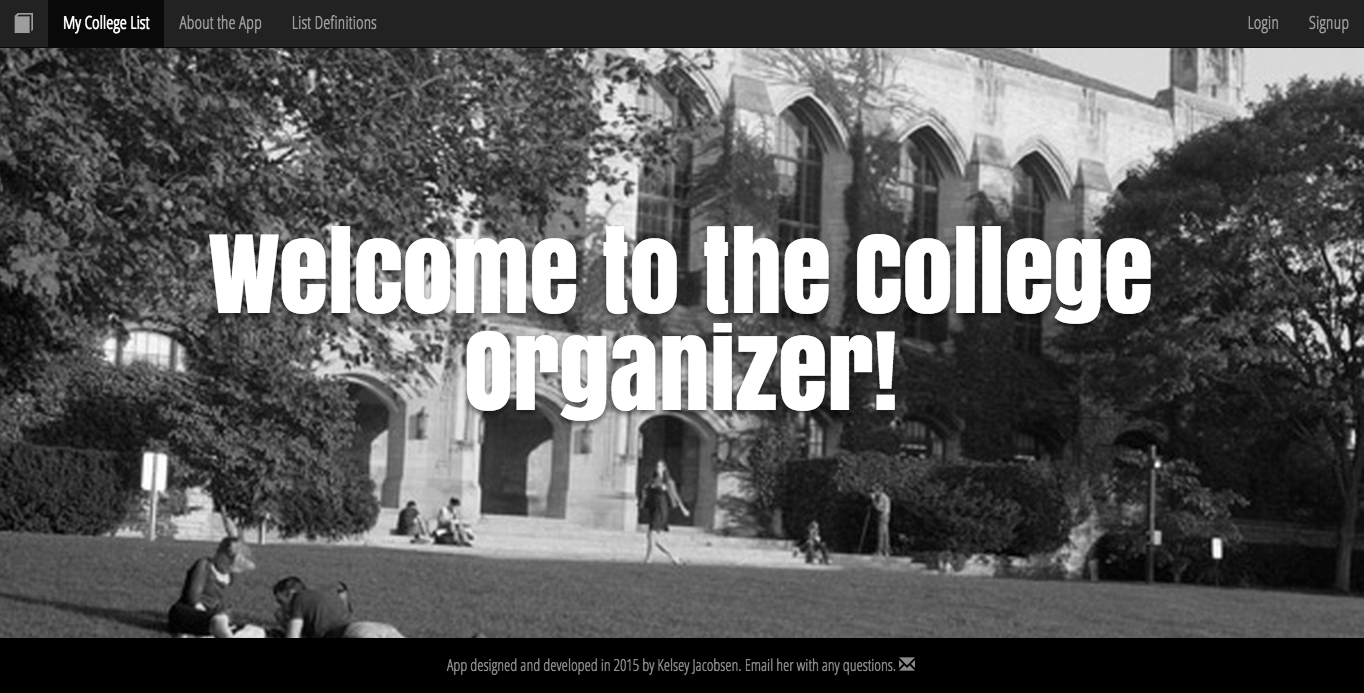 My College List
About the App
List Definitions
Login
Signup
Welcome to the College
Organizer!
App designed and developed in 2015 by Kelsey Jacobsen. Email her with any questions.